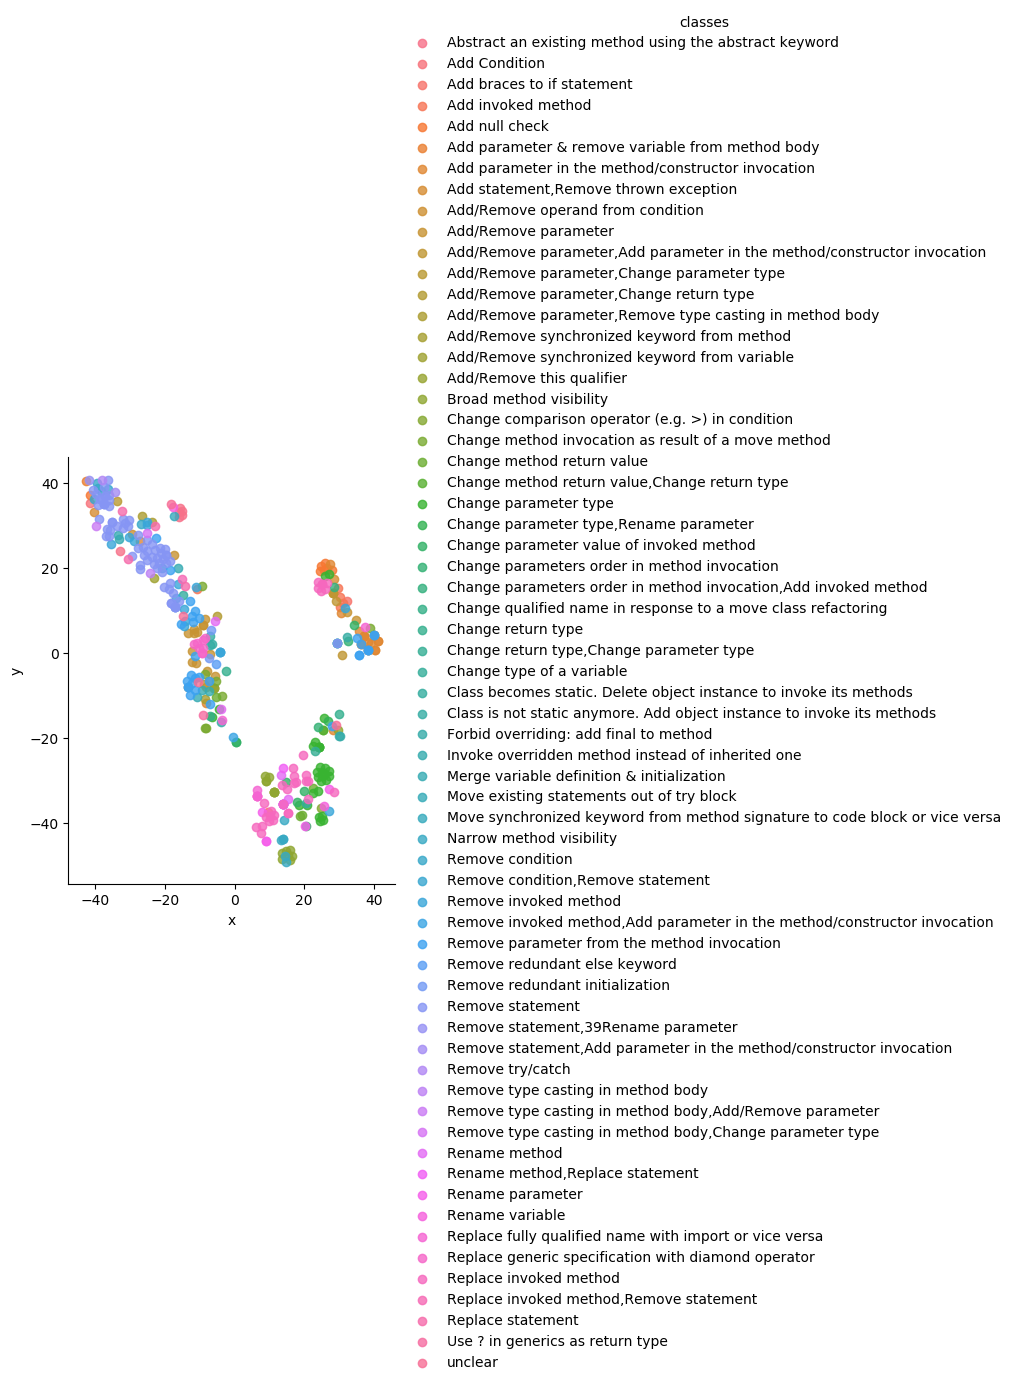 classes
Abstract an existing method using the abstract keyword
Add Condition
Add braces to if statement
Add invoked method
Add null check
Add parameter & remove variable from method body
Add parameter in the method/constructor invocation
Add statement,Remove thrown exception
Add/Remove operand from condition
Add/Remove parameter
Add/Remove parameter,Add parameter in the method/constructor invocation
Add/Remove parameter,Change parameter type
Add/Remove parameter,Change return type
Add/Remove parameter,Remove type casting in method body
Add/Remove synchronized keyword from method
Add/Remove synchronized keyword from variable
Add/Remove this qualifier
Broad method visibility
Change comparison operator (e.g. >) in condition
Change method invocation as result of a move method
Change method return value
Change method return value,Change return type
Change parameter type
Change parameter type,Rename parameter
Change parameter value of invoked method
Change parameters order in method invocation
Change parameters order in method invocation,Add invoked method
Change qualified name in response to a move class refactoring
Change return type
Change return type,Change parameter type
Change type of a variable
Class becomes static. Delete object instance to invoke its methods
Class is not static anymore. Add object instance to invoke its methods
Forbid overriding: add final to method
Invoke overridden method instead of inherited one
Merge variable definition & initialization
Move existing statements out of try block
Move synchronized keyword from method signature to code block or vice versa
Narrow method visibility
Remove condition
Remove condition,Remove statement
Remove invoked method
Remove invoked method,Add parameter in the method/constructor invocation
Remove parameter from the method invocation
Remove redundant else keyword
Remove redundant initialization
Remove statement
Remove statement,39Rename parameter
Remove statement,Add parameter in the method/constructor invocation
Remove try/catch
Remove type casting in method body
Remove type casting in method body,Add/Remove parameter
Remove type casting in method body,Change parameter type
Rename method
Rename method,Replace statement
Rename parameter
Rename variable
Replace fully qualified name with import or vice versa
Replace generic specification with diamond operator
Replace invoked method
Replace invoked method,Remove statement
Replace statement
Use ? in generics as return type
unclear
40
20
0
−20
−40
y
−40 −20 0 20 40
x